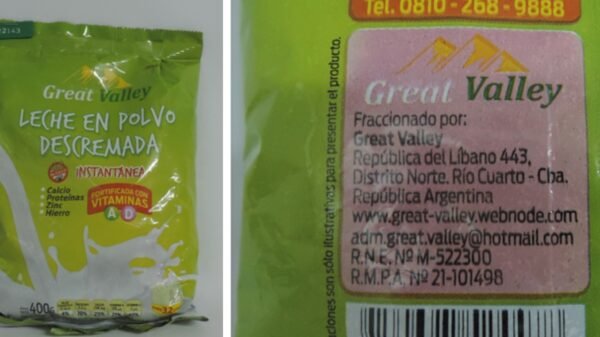 22143
Great Valley
LECHE EN POLVO
DESCREMADA
INSTANTÁNEA
Calcio
Proteínas
Zinc
Hierro
FORTIFICADA CON
VITAMINAS
A D
400g
Tel. 0810 - 268 - 9888
Great Valley
Fraccionado por:
Great Valley
República del Líbano 443,
Distrito Norte. Río Cuarto - Cba.
República Argentina
www.great-valley.webnode.com
adm.great.valley@hotmail.com
R.N.E. Nº M-522300
R.M.P.A. Nº 21-101498
ciones son sólo ilustrativos para presentar el producto.